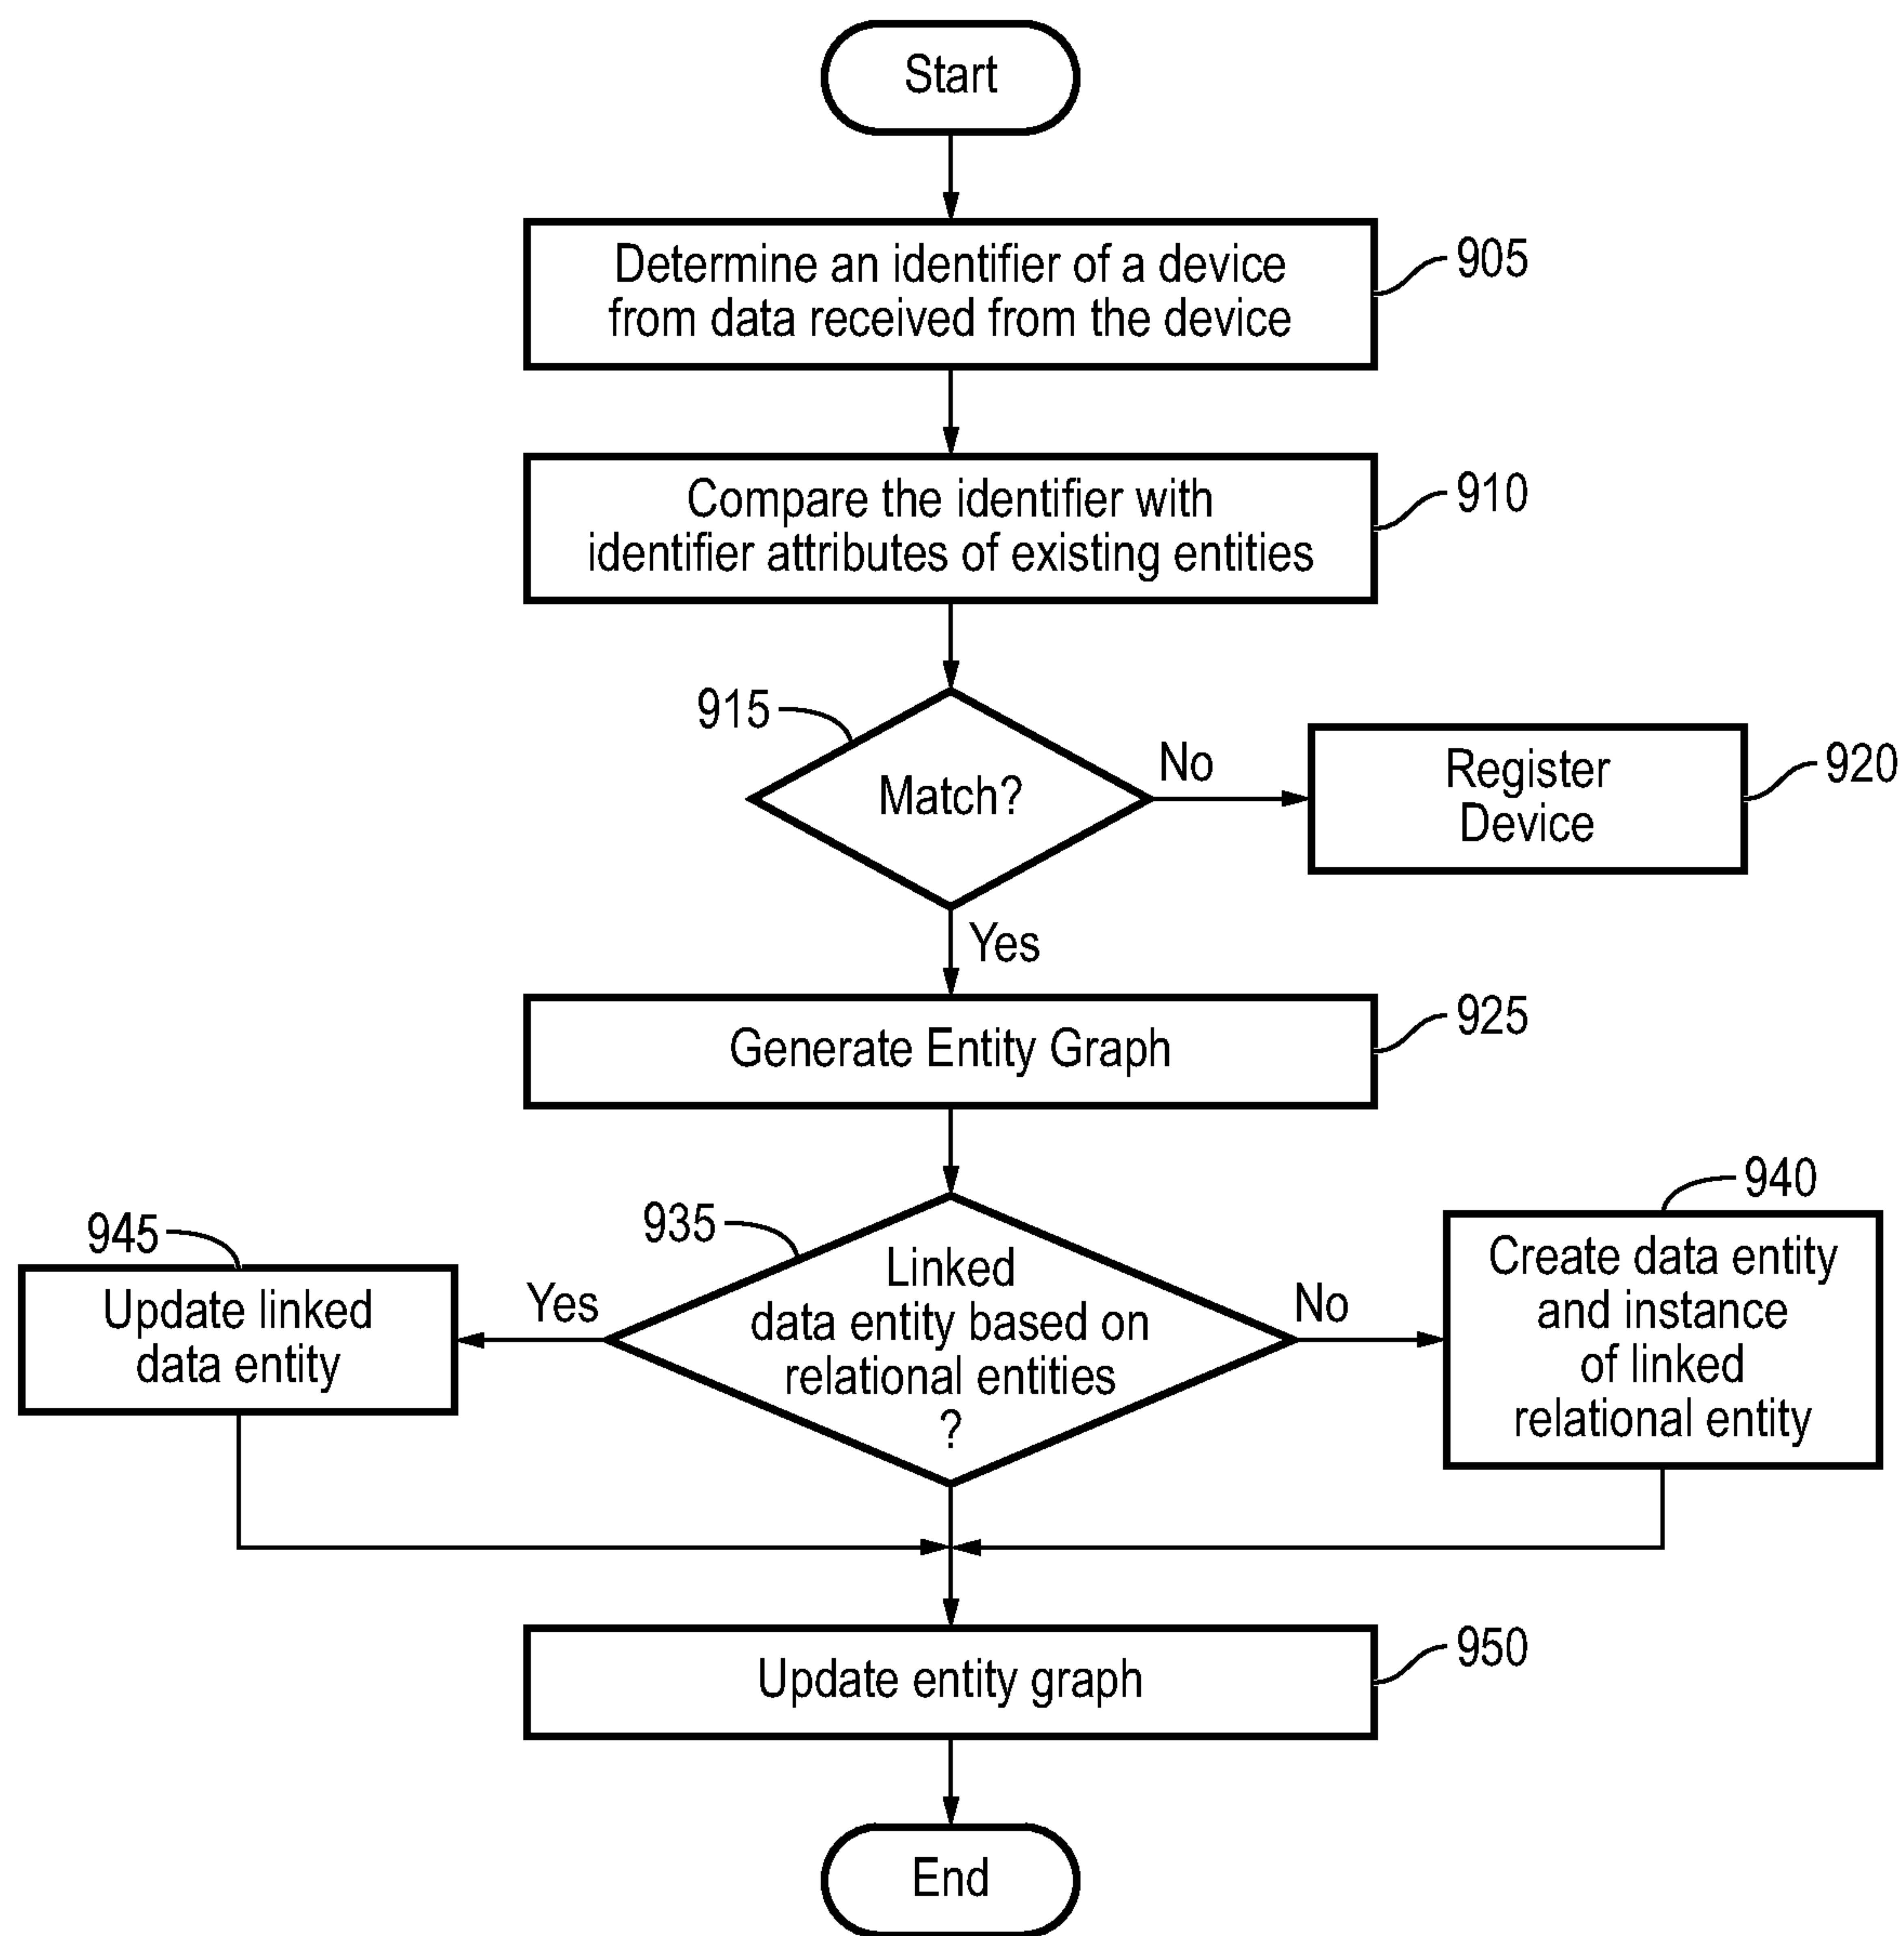 Start
Determine an identifier of a device
from data received from the device
905
Compare the identifier with
identifier attributes of existing entities
910
915
Match?
No
Register
Device
920
Yes
Generate Entity Graph
925
935
Linked
data entity based on
relational entities
?
Yes
945
Update linked
data entity
No
940
Create data entity
and instance
of linked
relational entity
Update entity graph
950
End